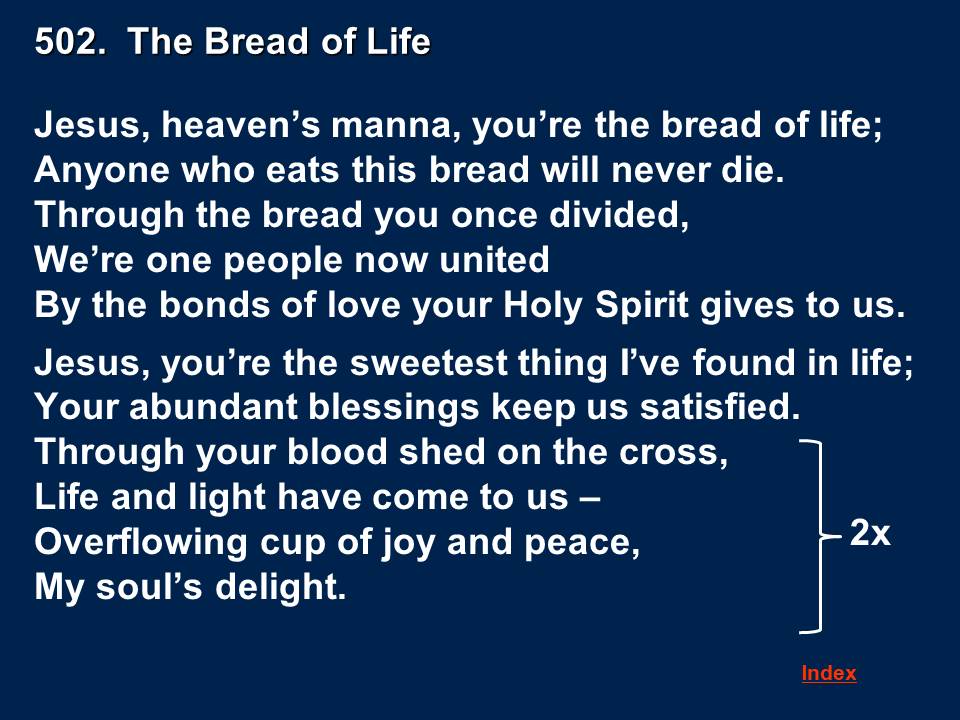 502.  The Bread of Life
Jesus, heaven’s manna, you’re the bread of life;
Anyone who eats this bread will never die.
Through the bread you once divided,
We’re one people now united
By the bonds of love your Holy Spirit gives to us.
Jesus, you’re the sweetest thing I’ve found in life;
Your abundant blessings keep us satisfied.
Through your blood shed on the cross,
Life and light have come to us –
Overflowing cup of joy and peace,
My soul’s delight.
2x
Index